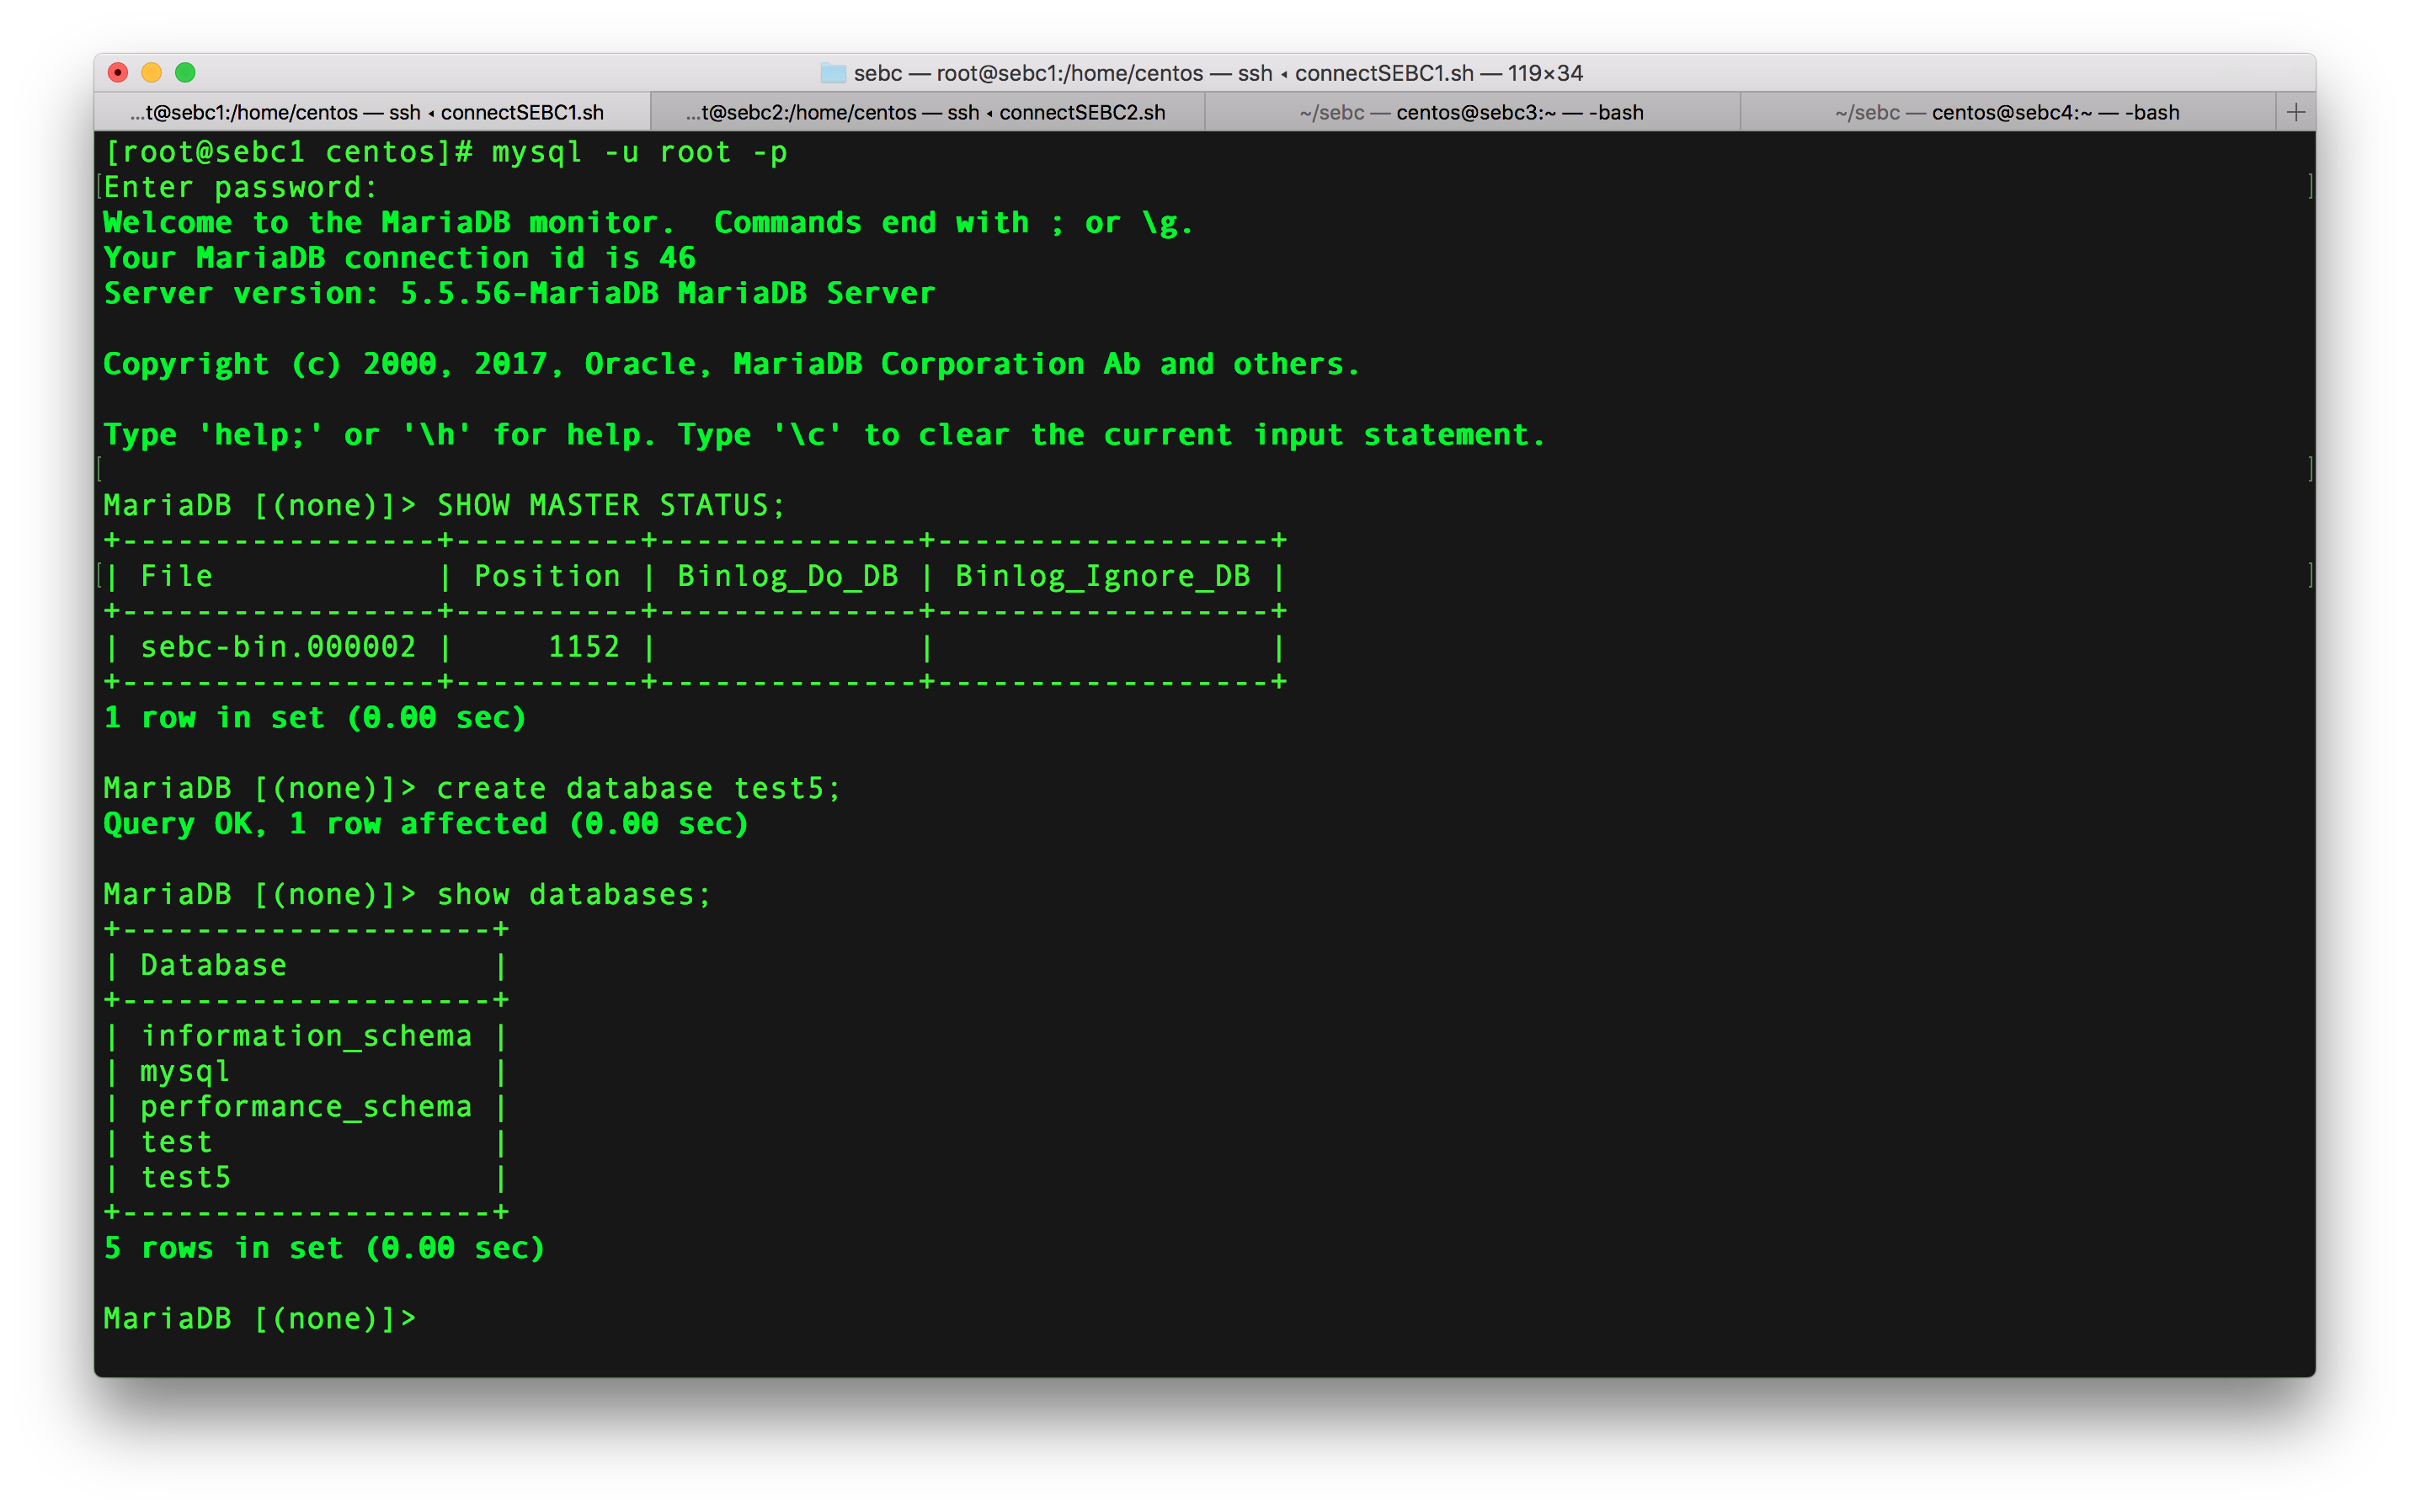 sebc — root@sebc1:/home/centos — ssh ◂ connectSEBC1.sh — 119×34
...t@sebc1:/home/centos — ssh ◂ connectSEBC1.sh ...t@sebc2:/home/centos — ssh ◂ connectSEBC2.sh ~/sebc — centos@sebc3:~ — -bash ~/sebc — centos@sebc4:~ — -bash +
[root@sebc1 centos]# mysql -u root -p
Enter password:
Welcome to the MariaDB monitor.  Commands end with ; or \g.
Your MariaDB connection id is 46
Server version: 5.5.56-MariaDB MariaDB Server
Copyright (c) 2000, 2017, Oracle, MariaDB Corporation Ab and others.
Type 'help;' or '\h' for help. Type '\c' to clear the current input statement.
MariaDB [(none)]> SHOW MASTER STATUS;
+-----------------+----------+--------------+------------------+
| File            | Position | Binlog_Do_DB | Binlog_Ignore_DB |
+-----------------+----------+--------------+------------------+
| sebc-bin.000002 |     1152 |              |                  |
+-----------------+----------+--------------+------------------+
1 row in set (0.00 sec)
MariaDB [(none)]> create database test5;
Query OK, 1 row affected (0.00 sec)
MariaDB [(none)]> show databases;
+--------------------+
| Database           |
+--------------------+
| information_schema |
| mysql              |
| performance_schema |
| test               |
| test5              |
+--------------------+
5 rows in set (0.00 sec)
MariaDB [(none)]>